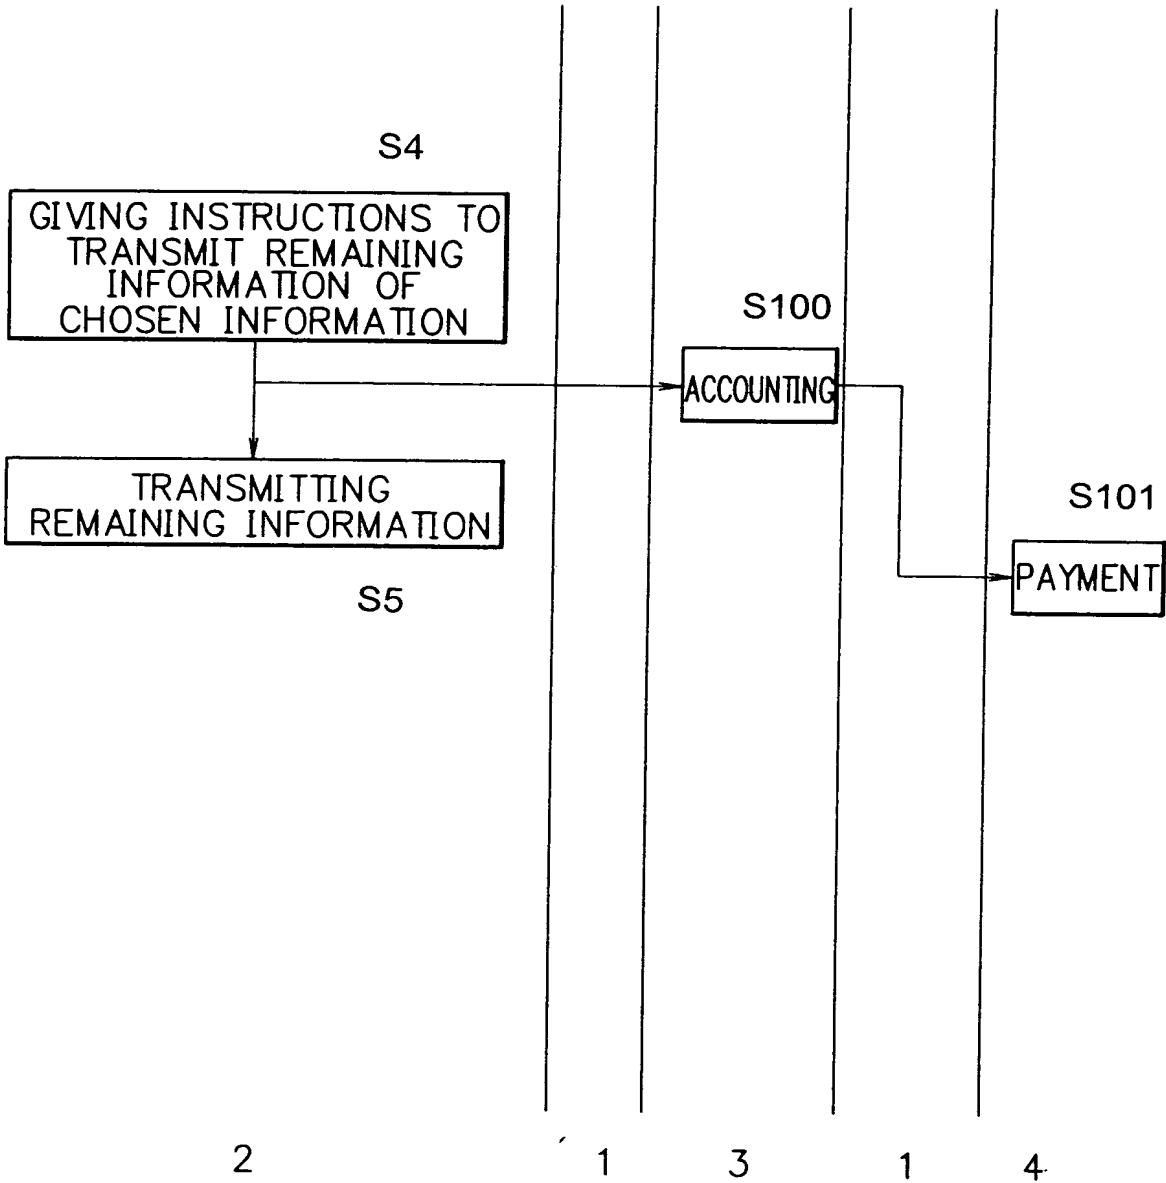 S4
GIVING INSTRUCTIONS TO
TRANSMIT REMAINING
INFORMATION OF
CHOSEN INFORMATION
S100
ACCOUNTING
TRANSMITTING
REMAINING INFORMATION
S101
PAYMENT
S5
2
1
3
1
4